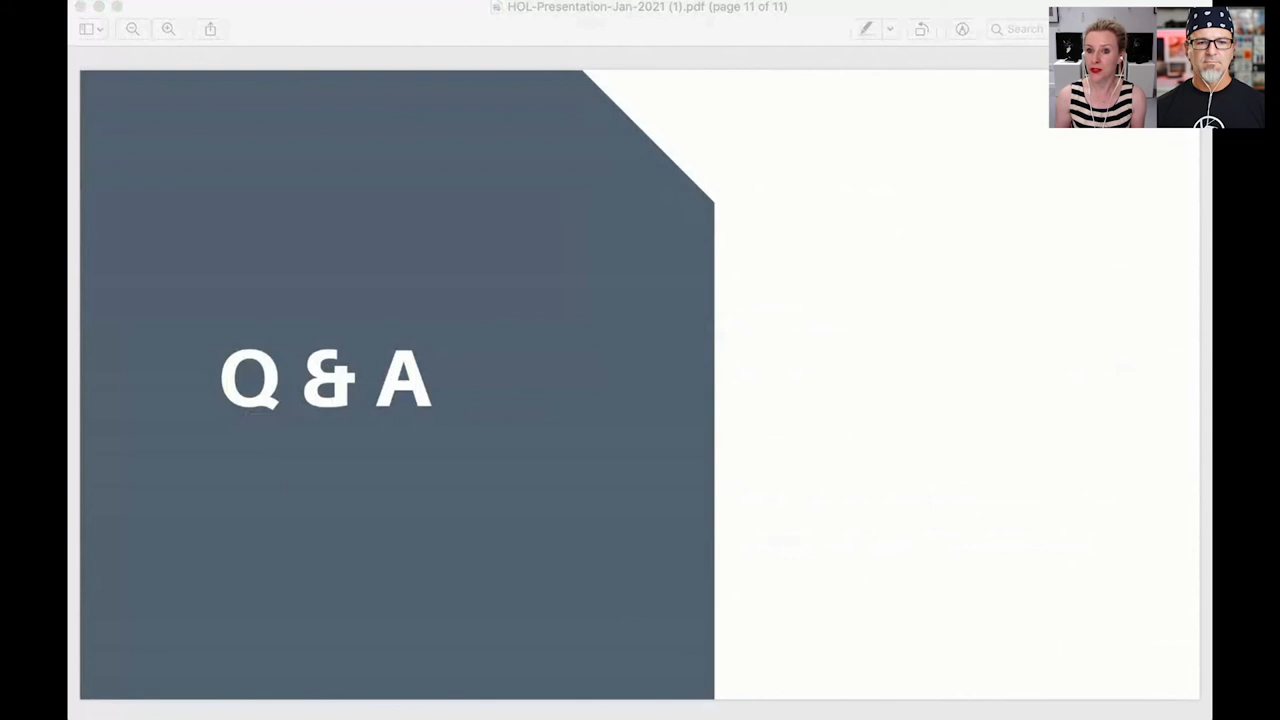 HOL-Presentation-Jan-2021 (1).pdf (page 11 of 11)
Search
Q & A